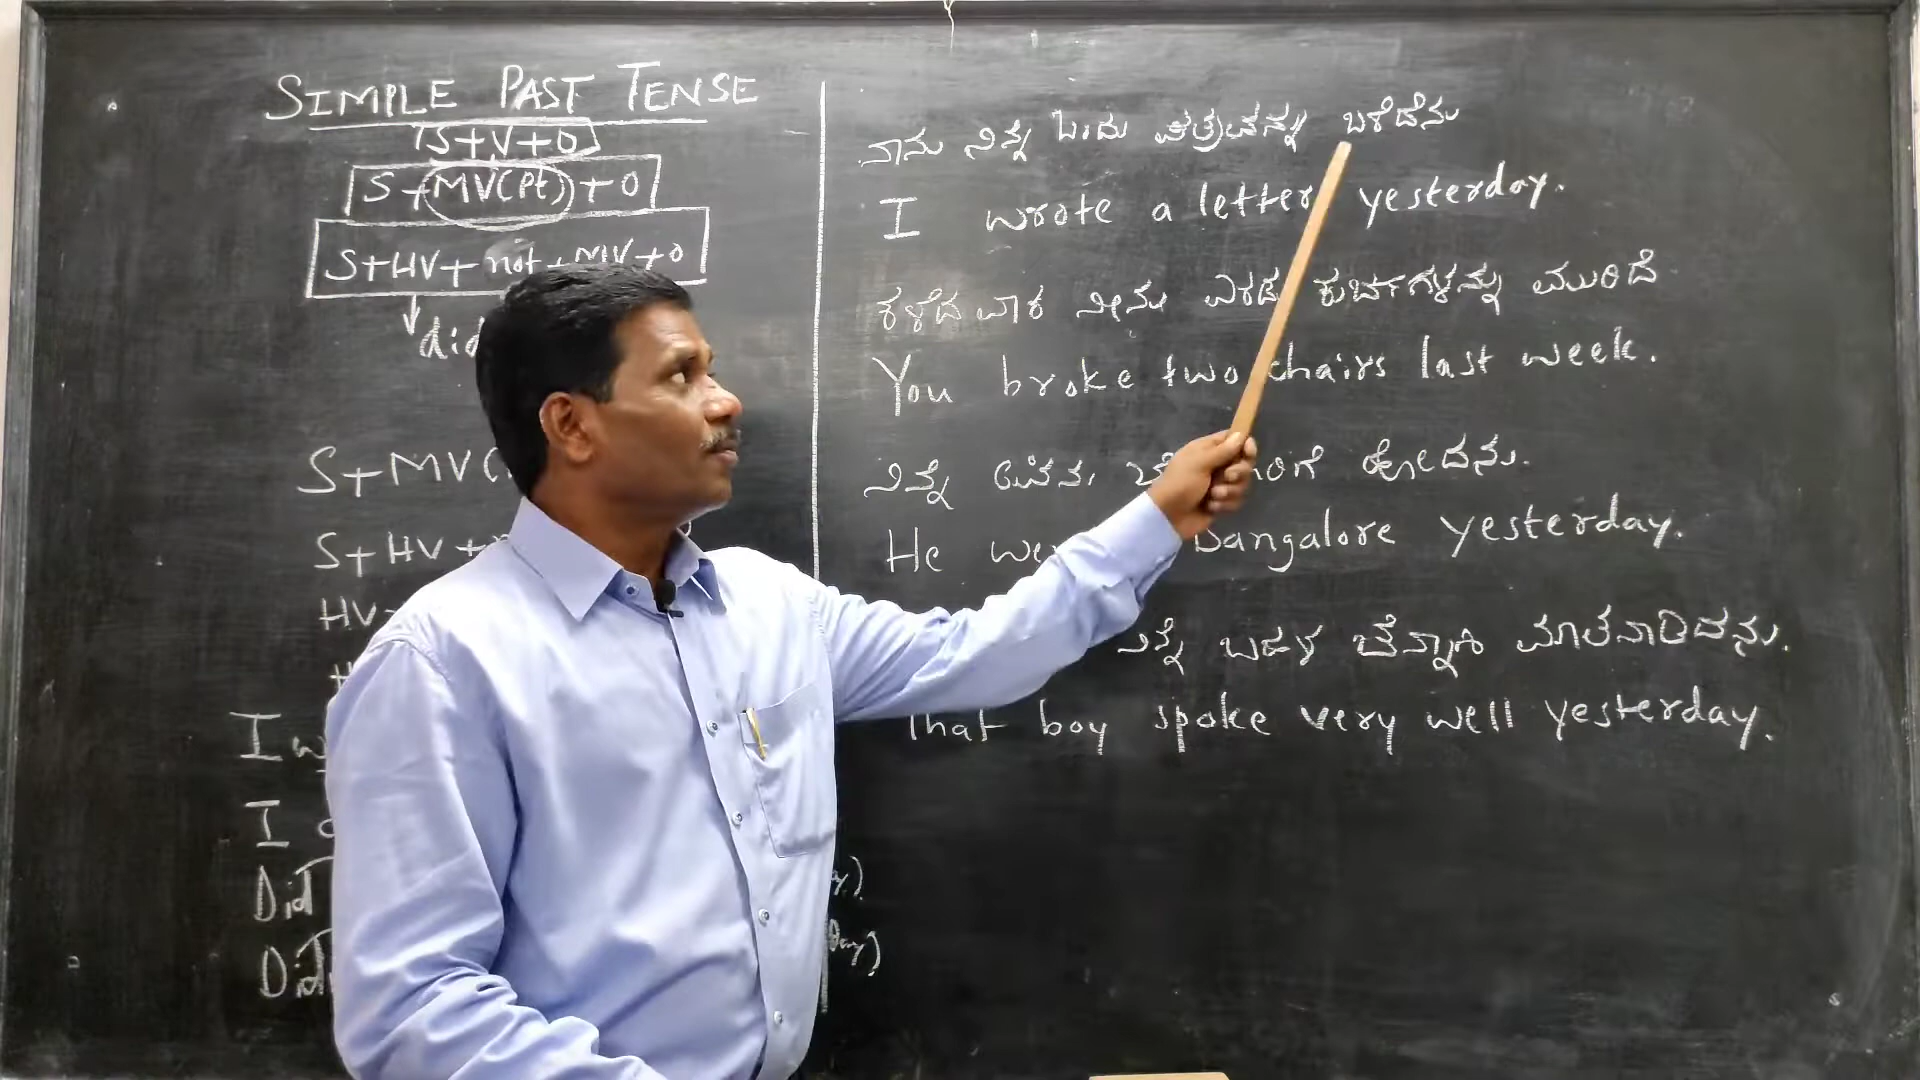 SIMPLE PAST TENSE
S+V+O
S+MV(Pt)+O
S+HV+not+MV+O
did
S+MV(
S+HV+
HV
I
I
Did
Did
ನಾನು ನಿನ್ನೆ ಒಂದು ಪತ್ರವನ್ನು ಬರೆದೆನು
I wrote a letter yesterday.
ಕಳೆದ ವಾರ ನೀನು ಎರಡು ಕುರ್ಚಿಗಳನ್ನು ಮುರಿದೆ
You broke two chairs last week.
ನಿನ್ನೆ ಅವನು ಹೋದನು.
He Bangalore yesterday.
ನಿನ್ನೆ ಬಹಳ ಚೆನ್ನಾಗಿ ಮಾತನಾಡಿದನು.
That boy spoke very well yesterday.